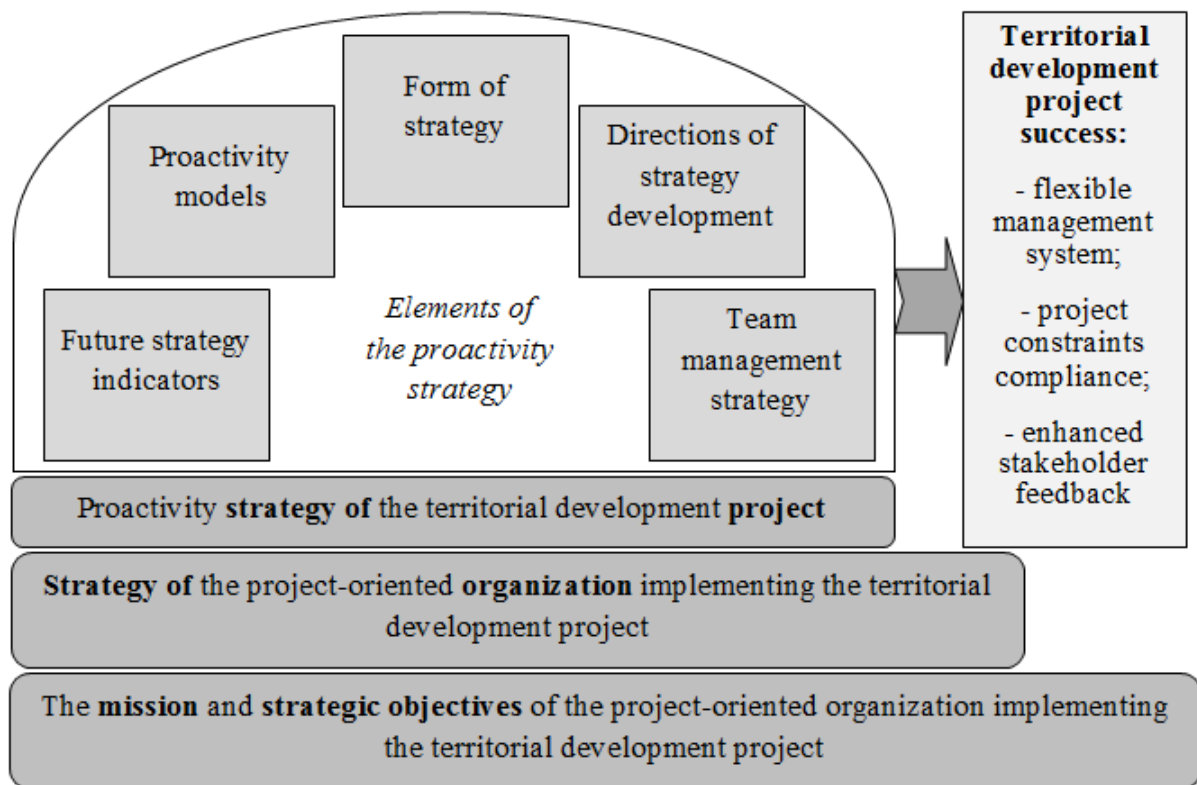 Form of
strategy
Proactivity
models
Directions of
strategy
development
Future strategy
indicators
Elements of
the proactivity
strategy
Team
management
strategy
Territorial
development
project
success:
- flexible
management
system;
- project
constraints
compliance;
- enhanced
stakeholder
feedback
Proactivity strategy of the territorial development project
Strategy of the project-oriented organization implementing the territorial
development project
The mission and strategic objectives of the project-oriented organization implementing
the territorial development project